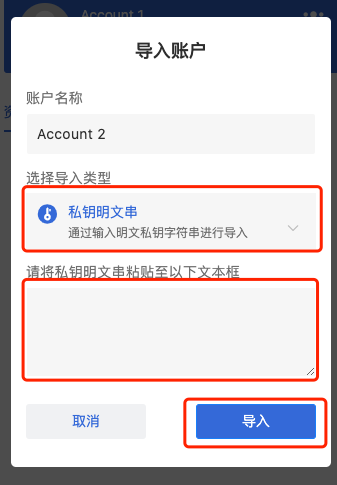 Account 1
导入账户
账户名称
Account 2
选择导入类型
私钥明文串
通过输入明文私钥字符串进行导入
请将私钥明文串粘贴至以下文本框
取消
导入